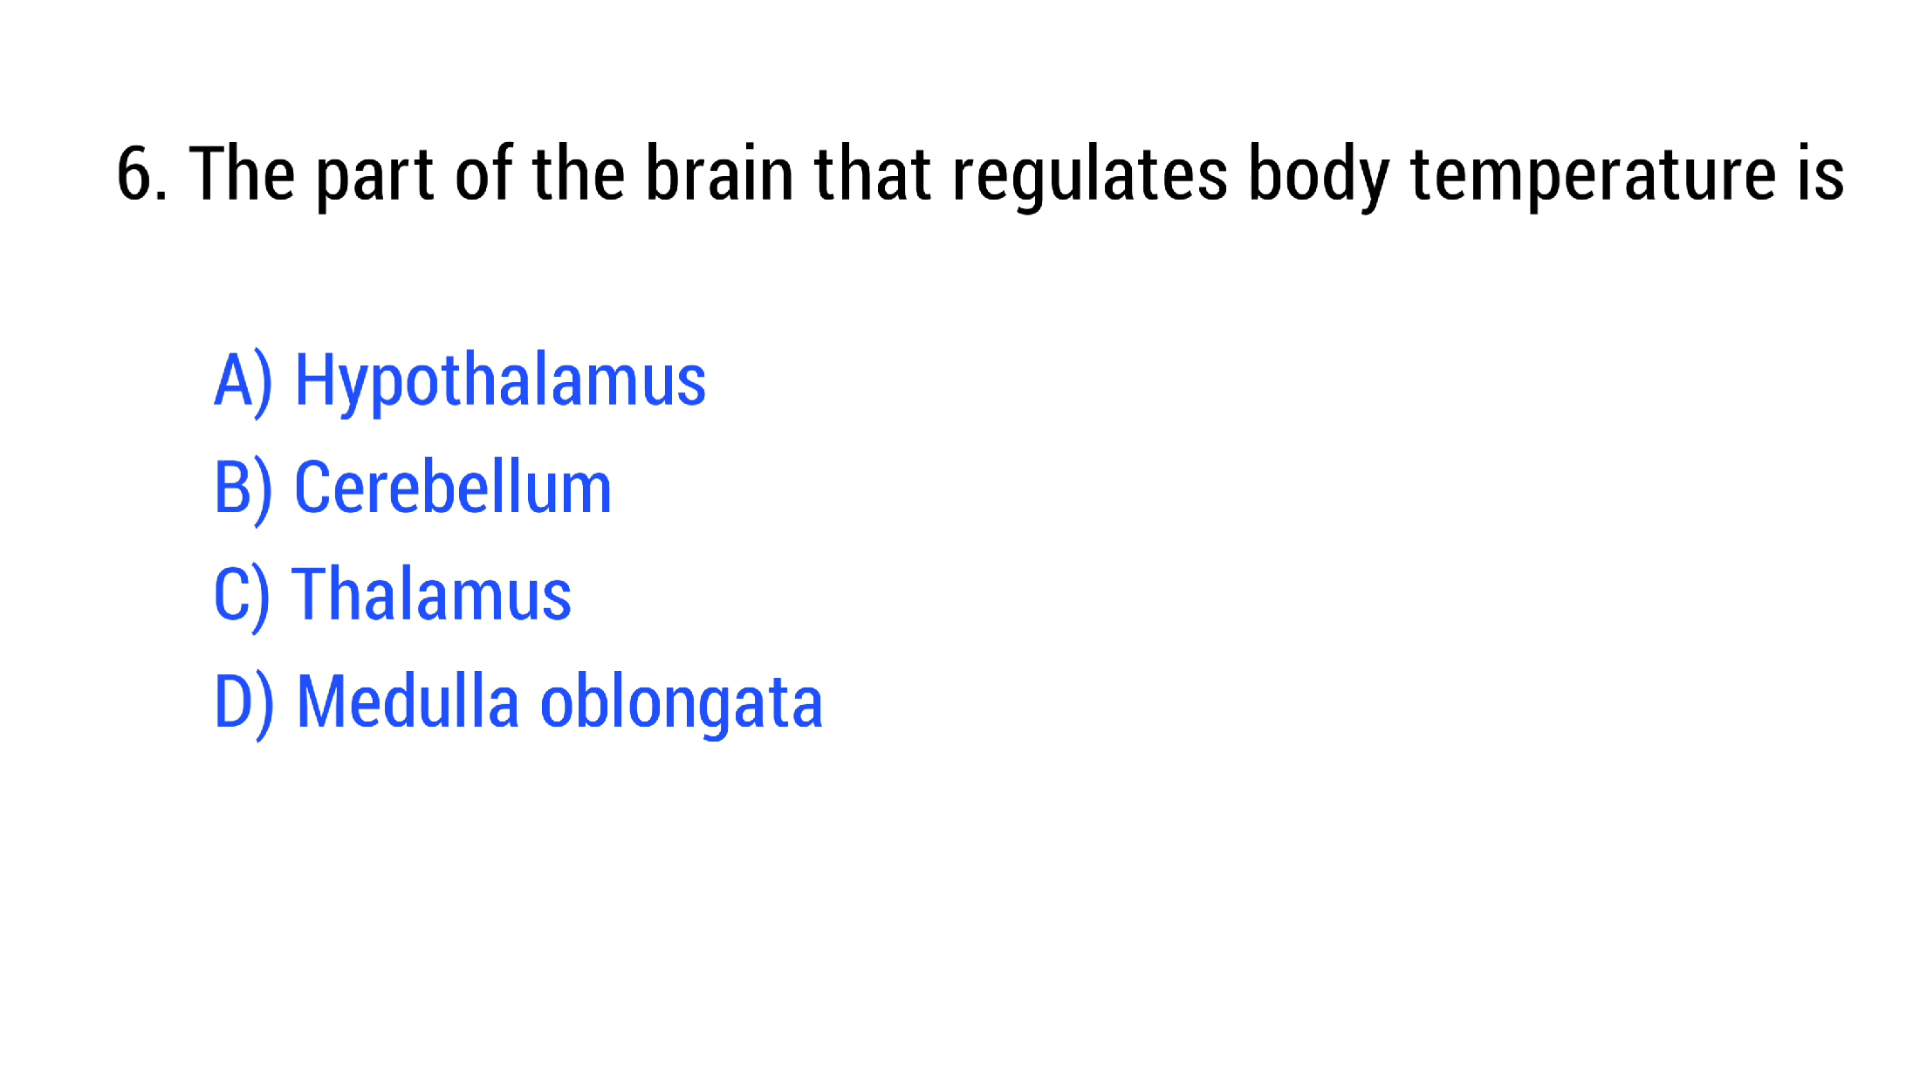 6. The part of the brain that regulates body temperature is
A) Hypothalamus
B) Cerebellum
C) Thalamus
D) Medulla oblongata